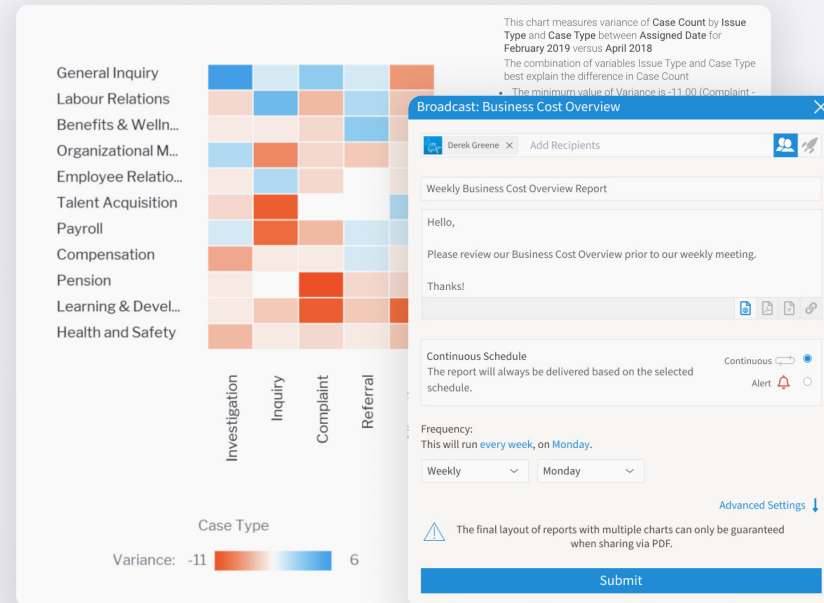 This chart measures variance of Case Count by Issue
Type and Case Type between Assigned Date for
February 2019 versus April 2018
The combination of variables Issue Type and Case Type
best explain the difference in Case Count
• The minimum value of Variance is -11.00 (Complaint -
General Inquiry
Labour Relations
Benefits & Welln...
Organizational M...
Employee Relatio...
Talent Acquisition
Payroll
Compensation
Pension
Learning & Devel...
Health and Safety
Investigation
Inquiry
Complaint
Referral
Case Type
Variance: -11 6
Broadcast: Business Cost Overview
Derek Greene × Add Recipients
Weekly Business Cost Overview Report
Hello,
Please review our Business Cost Overview prior to our weekly meeting.
Thanks!
Continuous Schedule
The report will always be delivered based on the selected
schedule.
Continuous
Alert
Frequency:
This will run every week, on Monday.
Weekly Monday
Advanced Settings
The final layout of reports with multiple charts can only be guaranteed
when sharing via PDF.
Submit